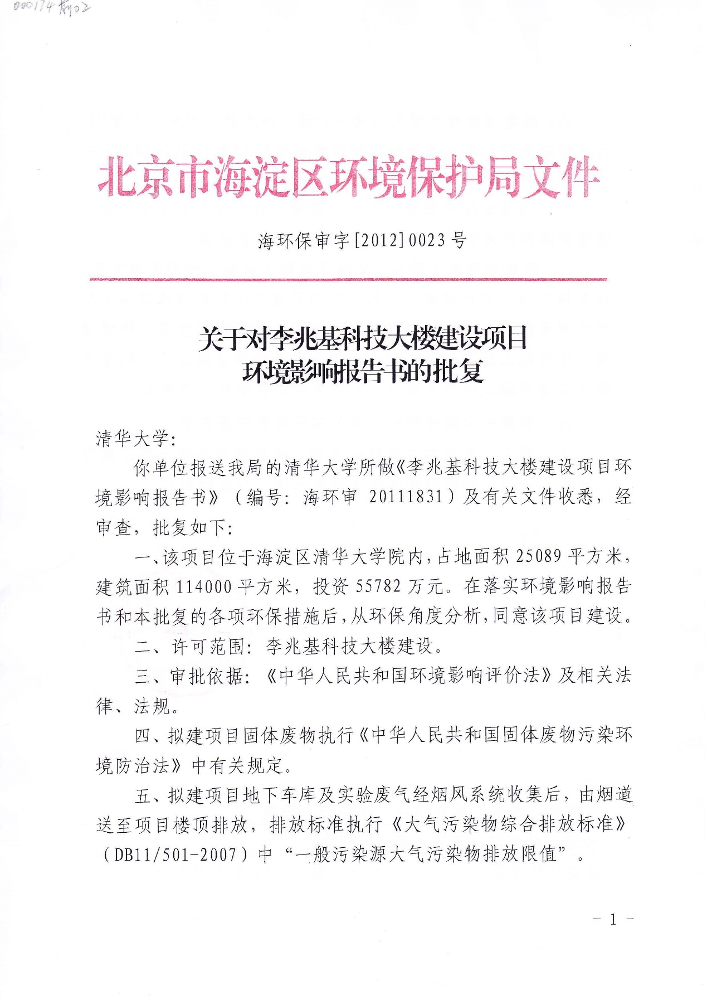 000174前02
北京市海淀区环境保护局文件
海环保审字[2012]0023号
关于对李兆基科技大楼建设项目
环境影响报告书的批复
清华大学：
你单位报送我局的清华大学所做《李兆基科技大楼建设项目环
境影响报告书》（编号：海环审 20111831）及有关文件收悉，经
审查，批复如下：
一、该项目位于海淀区清华大学院内，占地面积 25089 平方米，
建筑面积 114000 平方米，投资 55782 万元。在落实环境影响报告
书和本批复的各项环保措施后，从环保角度分析，同意该项目建设。
二、许可范围：李兆基科技大楼建设。
三、审批依据：《中华人民共和国环境影响评价法》及相关法
律、法规。
四、拟建项目固体废物执行《中华人民共和国固体废物污染环
境防治法》中有关规定。
五、拟建项目地下车库及实验废气经烟风系统收集后，由烟道
送至项目楼顶排放，排放标准执行《大气污染物综合排放标准》
（DB11/501-2007）中“一般污染源大气污染物排放限值”。
- 1 -